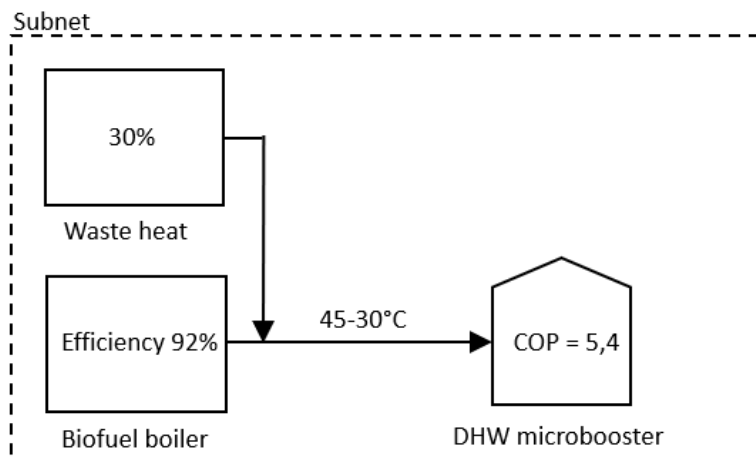 Subnet
30%
Waste heat
Efficiency 92%
45-30°C
COP = 5,4
Biofuel boiler
DHW microbooster